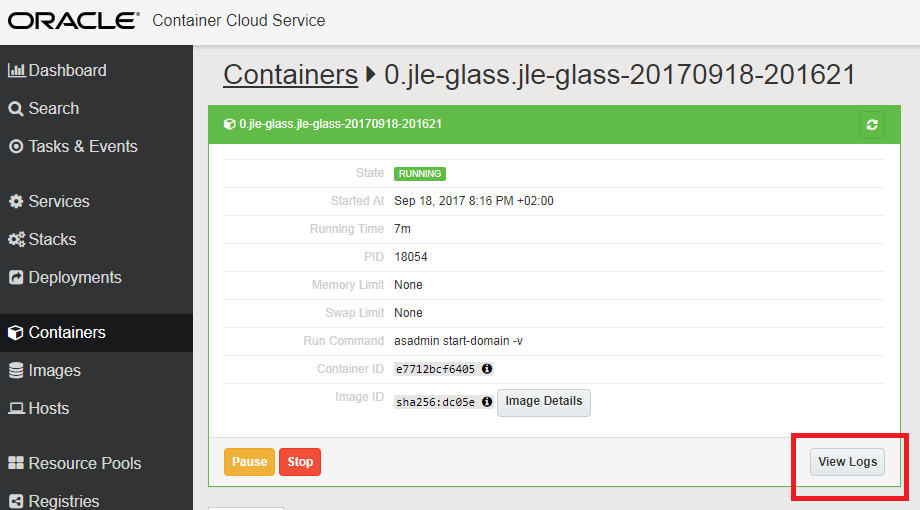 ORACLE® Container Cloud Service
Dashboard
Search
Tasks & Events
Services
Stacks
Deployments
Containers
Images
Hosts
Resource Pools
Registries
Containers 0.jle-glass.jle-glass-20170918-201621
0.jle-glass.jle-glass-20170918-201621
State RUNNING
Started At Sep 18, 2017 8:16 PM +02:00
Running Time 7m
PID 18054
Memory Limit None
Swap Limit None
Run Command asadmin start-domain -v
Container ID e7712bcf6405
Image ID sha256:dc05e Image Details
Pause Stop View Logs